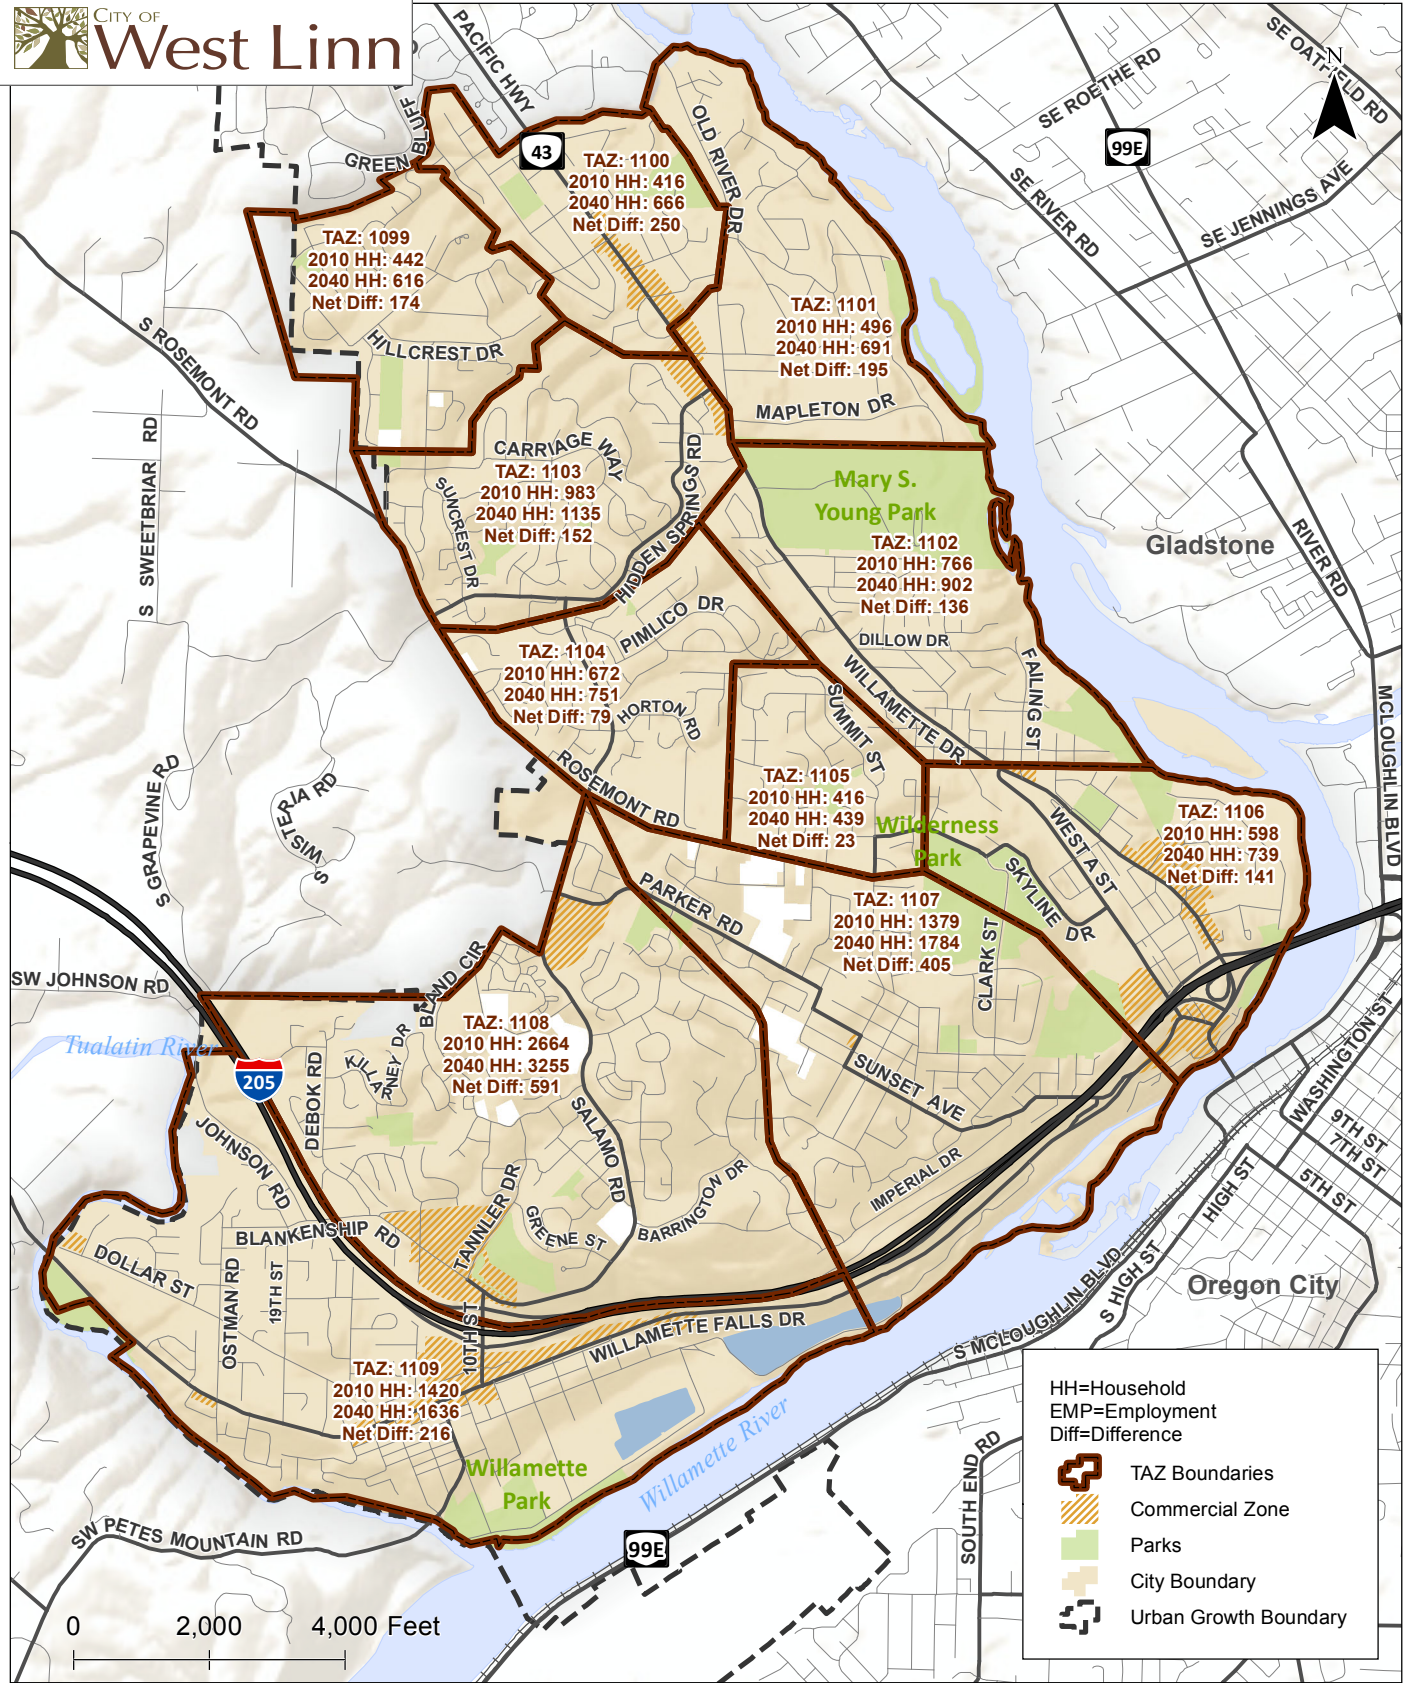 CITY OF
West Linn
PACIFIC HWY
GREEN BLUFF
43
OLD RIVER DR
SE OATFIELD RD
N
SE ROETHE RD
99E
SE RIVER RD
SE JENNINGS AVE
TAZ: 1100
2010 HH: 416
2040 HH: 666
Net Diff: 250
TAZ: 1099
2010 HH: 442
2040 HH: 616
Net Diff: 174
HILLCREST DR
S ROSEMONT RD
TAZ: 1101
2010 HH: 496
2040 HH: 691
Net Diff: 195
MAPLETON DR
S SWEETBRIAR RD
CARRIAGE WAY
TAZ: 1103
2010 HH: 983
2040 HH: 1135
Net Diff: 152
SUNCREST DR
HIDDEN SPRINGS RD
Mary S.
Young Park
TAZ: 1102
2010 HH: 766
2040 HH: 902
Net Diff: 136
Gladstone
RIVER RD
PIMLICO DR
DILLOW DR
TAZ: 1104
2010 HH: 672
2040 HH: 751
Net Diff: 79
HORTON RD
WILLAMETTE DR
FAILING ST
SUMMIT ST
MCLOUGHLIN BLVD
S GRAPEVINE RD
S WISTERIA RD
ROSEMONT RD
TAZ: 1105
2010 HH: 416
2040 HH: 439
Net Diff: 23
Wilderness
Park
WEST A ST
TAZ: 1106
2010 HH: 598
2040 HH: 739
Net Diff: 141
PARKER RD
SKYLINE DR
TAZ: 1107
2010 HH: 1379
2040 HH: 1784
Net Diff: 405
CLARK ST
SW JOHNSON RD
BLAND CIR
Tualatin River
205
TAZ: 1108
2010 HH: 2664
2040 HH: 3255
Net Diff: 591
KILLARNEY DR
DEBOK RD
SALAMO RD
SUNSET AVE
WASHINGTON ST
9TH ST
7TH ST
5TH ST
HIGH ST
JOHNSON RD
IMPERIAL DR
BARRINGTON DR
TANNLER DR
GREENE ST
BLANKENSHIP RD
DOLLAR ST
OSTMAN RD
19TH ST
10TH ST
WILLAMETTE FALLS DR
S MCLOUGHLIN BLVD
S HIGH ST
Oregon City
TAZ: 1109
2010 HH: 1420
2040 HH: 1636
Net Diff: 216
Willamette
Park
Willamette River
SW PETES MOUNTAIN RD
99E
SOUTH END RD
HH=Household
EMP=Employment
Diff=Difference
TAZ Boundaries
Commercial Zone
Parks
City Boundary
Urban Growth Boundary
0 2,000 4,000 Feet